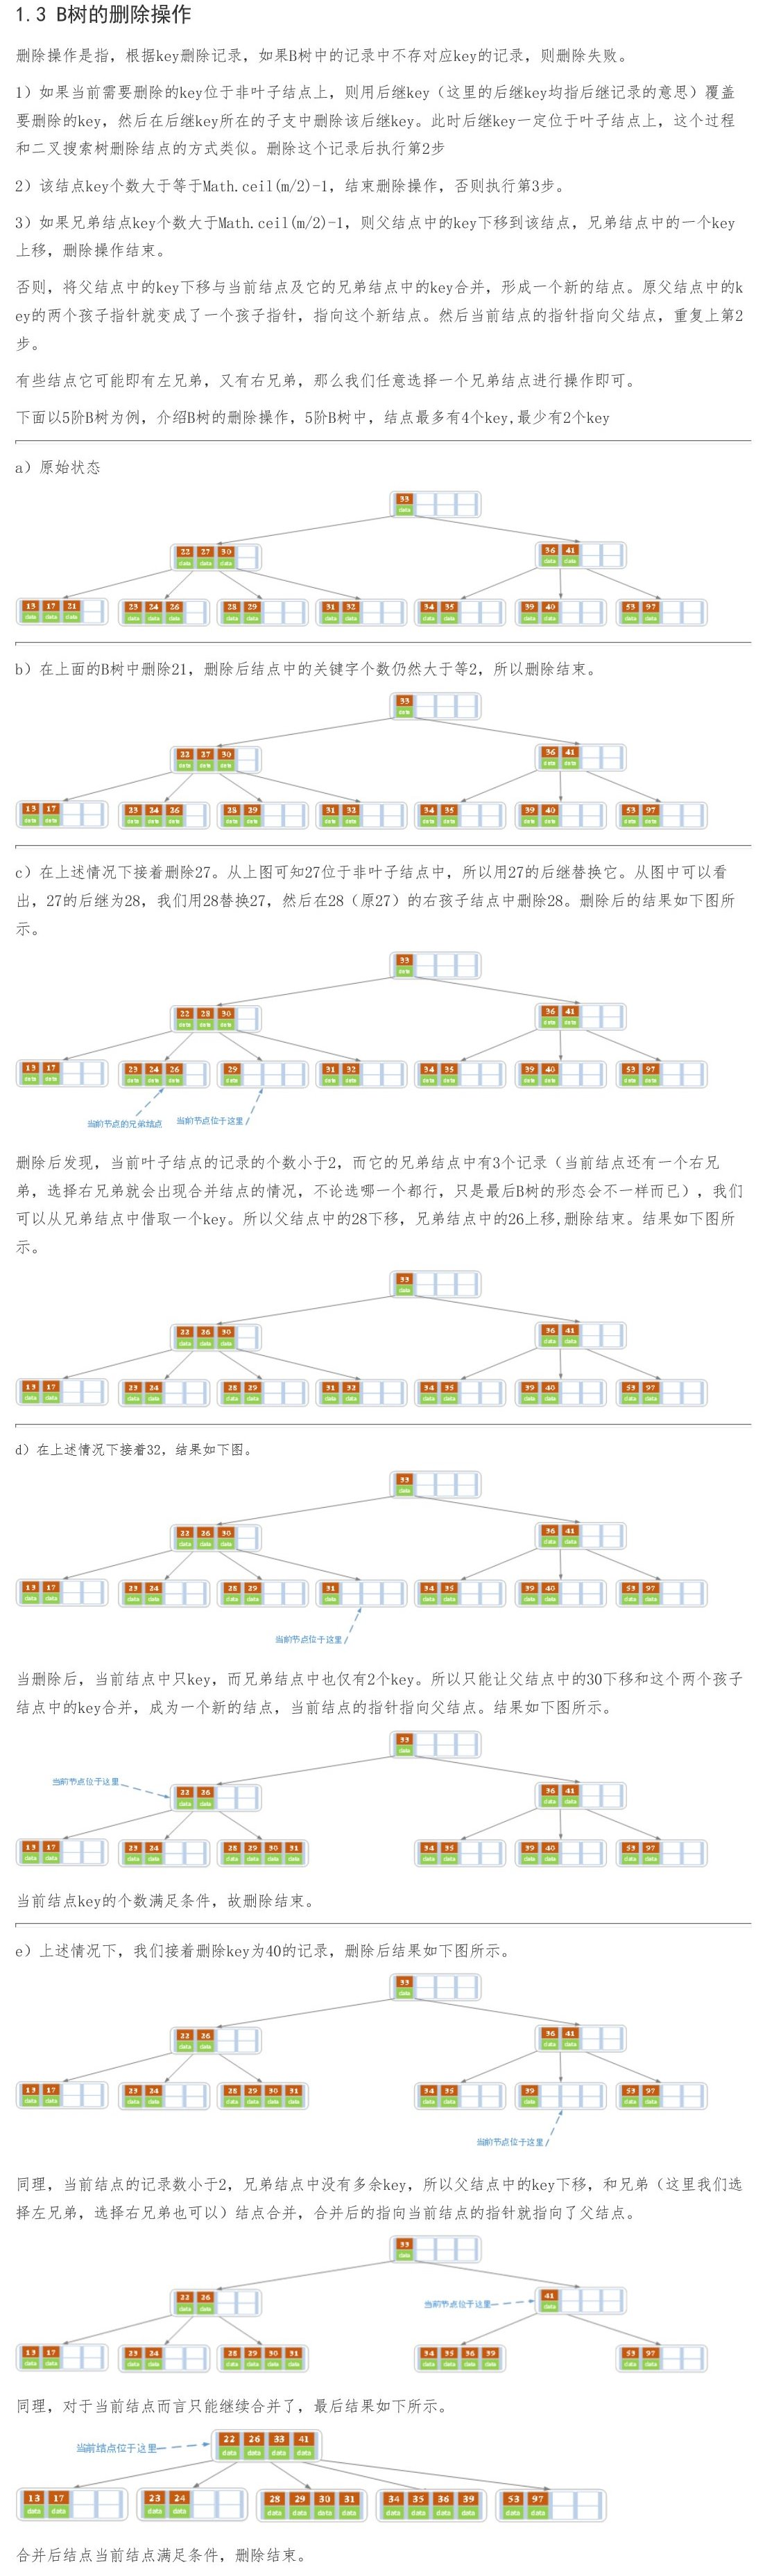 1.3 B树的删除操作
删除操作是指，根据key删除记录，如果B树中的记录中不存对应key的记录，则删除失败。
1）如果当前需要删除的key位于非叶子结点上，则用后继key（这里的后继key均指后继记录的意思）覆盖
要删除的key，然后在后继key所在的子支中删除该后继key。此时后继key一定位于叶子结点上，这个过程
和二叉搜索树删除结点的方式类似。删除这个记录后执行第2步
2）该结点key个数大于等于Math.ceil(m/2)-1，结束删除操作，否则执行第3步。
3）如果兄弟结点key个数大于Math.ceil(m/2)-1，则父结点中的key下移到该结点，兄弟结点中的一个key
上移，删除操作结束。
否则，将父结点中的key下移与当前结点及它的兄弟结点中的key合并，形成一个新的结点。原父结点中的k
ey的两个孩子指针就变成了一个孩子指针，指向这个新结点。然后当前结点的指针指向父结点，重复上第2
步。
有些结点它可能即有左兄弟，又有右兄弟，那么我们任意选择一个兄弟结点进行操作即可。
下面以5阶B树为例，介绍B树的删除操作，5阶B树中，结点最多有4个key,最少有2个key
a）原始状态
33
data
22 27 30 36 41
data data data data data
13 17 21 23 24 26 28 29 31 32 34 35 39 40 53 97
data data data data data data data data data data data data data data data data
b）在上面的B树中删除21，删除后结点中的关键字个数仍然大于等2，所以删除结束。
33
data
22 27 30 36 41
data data data data data
13 17 23 24 26 28 29 31 32 34 35 39 40 53 97
data data data data data data data data data data data data data data data
c）在上述情况下接着删除27。从上图可知27位于非叶子结点中，所以用27的后继替换它。从图中可以看
出，27的后继为28，我们用28替换27，然后在28（原27）的右孩子结点中删除28。删除后的结果如下图所
示。
33
data
22 28 30 36 41
data data data data data
13 17 23 24 26 29 31 32 34 35 39 40 53 97
data data data data data data data data data data data data data data
当前节点的兄弟结点 当前节点位于这里
删除后发现，当前叶子结点的记录的个数小于2，而它的兄弟结点中有3个记录（当前结点还有一个右兄
弟，选择右兄弟就会出现合并结点的情况，不论选哪一个都行，只是最后B树的形态会不一样而已），我们
可以从兄弟结点中借取一个key。所以父结点中的28下移，兄弟结点中的26上移,删除结束。结果如下图所
示。
33
data
22 26 30 36 41
data data data data data
13 17 23 24 28 29 31 32 34 35 39 40 53 97
data data data data data data data data data data data data data data
d）在上述情况下接着32，结果如下图。
33
data
22 26 30 36 41
data data data data data
13 17 23 24 28 29 31 34 35 39 40 53 97
data data data data data data data data data data data data data
当前节点位于这里
当删除后，当前结点中只key，而兄弟结点中也仅有2个key。所以只能让父结点中的30下移和这个两个孩子
结点中的key合并，成为一个新的结点，当前结点的指针指向父结点。结果如下图所示。
33
data
当前节点位于这里
22 26 36 41
data data data data
13 17 23 24 28 29 30 31 34 35 39 40 53 97
data data data data data data data data data data data data data data
当前结点key的个数满足条件，故删除结束。
e）上述情况下，我们接着删除key为40的记录，删除后结果如下图所示。
33
data
22 26 36 41
data data data data
13 17 23 24 28 29 30 31 34 35 39 53 97
data data data data data data data data data data data data data
当前节点位于这里
同理，当前结点的记录数小于2，兄弟结点中没有多余key，所以父结点中的key下移，和兄弟（这里我们选
择左兄弟，选择右兄弟也可以）结点合并，合并后的指向当前结点的指针就指向了父结点。
33
data
22 26 当前节点位于这里 41
data data data
13 17 23 24 28 29 30 31 34 35 36 39 53 97
data data data data data data data data data data data data data data
同理，对于当前结点而言只能继续合并了，最后结果如下所示。
当前结点位于这里 22 26 33 41
data data data data
13 17 23 24 28 29 30 31 34 35 36 39 53 97
data data data data data data data data data data data data data data
合并后结点当前结点满足条件，删除结束。